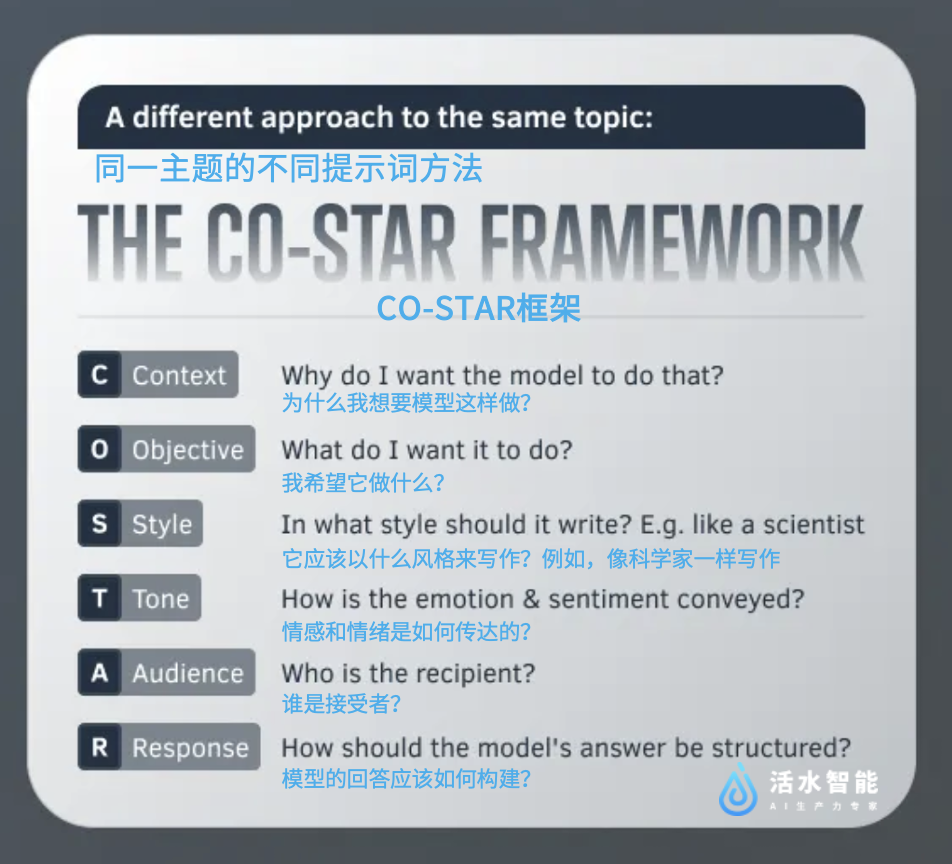 A different approach to the same topic:
同一主题的不同提示词方法
THE CO-STAR FRAMEWORK
CO-STAR框架
C Context Why do I want the model to do that?
为什么我想要模型这样做？
O Objective What do I want it to do?
我希望它做什么？
S Style In what style should it write? E.g. like a scientist
它应该以什么风格来写作？例如，像科学家一样写作
T Tone How is the emotion & sentiment conveyed?
情感和情绪是如何传达的？
A Audience Who is the recipient?
谁是接受者？
R Response How should the model's answer be structured?
模型的回答应该如何构建？
活水智能
AI生产力专家